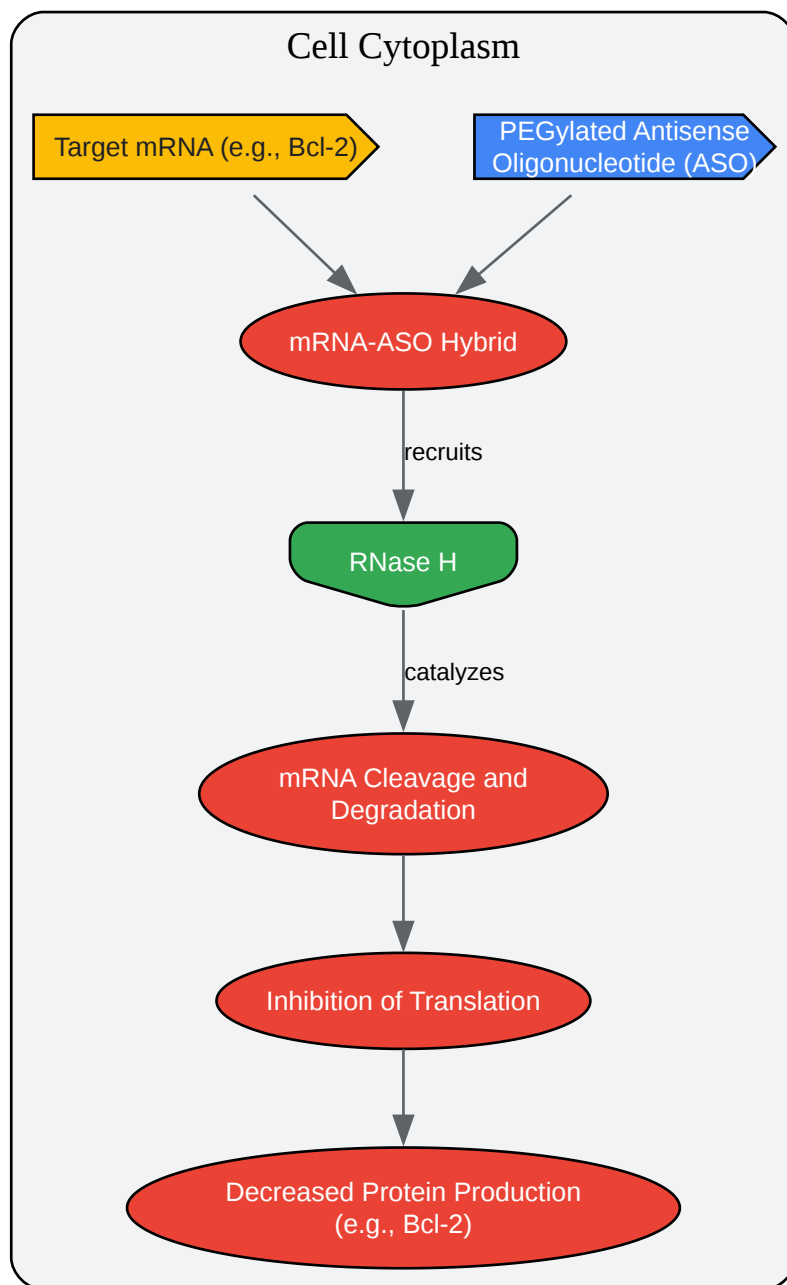 Cell Cytoplasm
Target mRNA (e.g., Bcl-2)
PEGylated Antisense
Oligonucleotide (ASO)
mRNA-ASO Hybrid
recruits
RNase H
catalyzes
mRNA Cleavage and
Degradation
Inhibition of Translation
Decreased Protein Production
(e.g., Bcl-2)